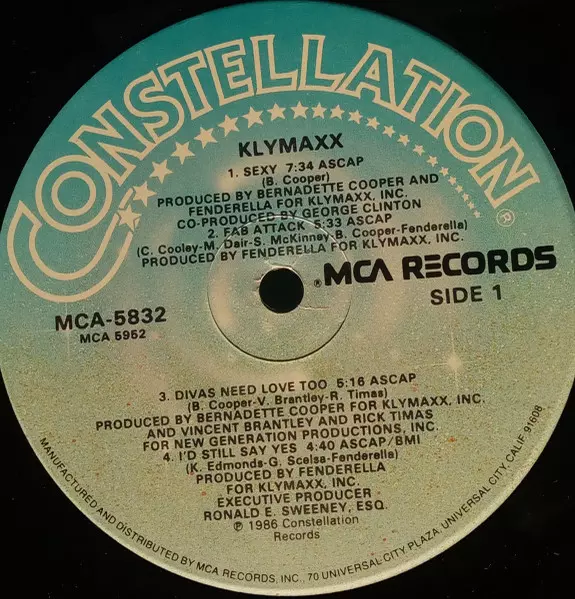 CONSTELLATION®
KLYMAXX
1. SEXY 7:34 ASCAP
(B. Cooper)
PRODUCED BY BERNADETTE COOPER AND
FENDERELLA FOR KLYMAXX, INC.
CO-PRODUCED BY GEORGE CLINTON
2. FAB ATTACK 5:33 ASCAP
(C. Cooley-M. Dair-S. McKinney B. Cooper-Fenderella)
PRODUCED BY FENDERELLA FOR KLYMAXX, INC.
®MCA RECORDS
SIDE 1
MCA-5832
MCA 5952
3. DIVAS NEED LOVE TOO 5:16 ASCAP
(B. Cooper-V. Brantley-R. Timas)
PRODUCED BY BERNADETTE COOPER FOR KLYMAXX, INC.
AND VINCENT BRANTLEY AND RICK TIMAS
FOR NEW GENERATION PRODUCTIONS, INC.
4. I'D STILL SAY YES 4:40 ASCAP/BMI
(K. Edmonds-G. Scelsa-Fenderella)
PRODUCED BY FENDERELLA
FOR KLYMAXX, INC.
EXECUTIVE PRODUCER
RONALD E. SWEENEY, ESQ.
℗ 1986 Constellation
Records
MANUFACTURED AND DISTRIBUTED BY MCA RECORDS, INC., 70 UNIVERSAL CITY PLAZA, UNIVERSAL CITY, CALIF. 91608